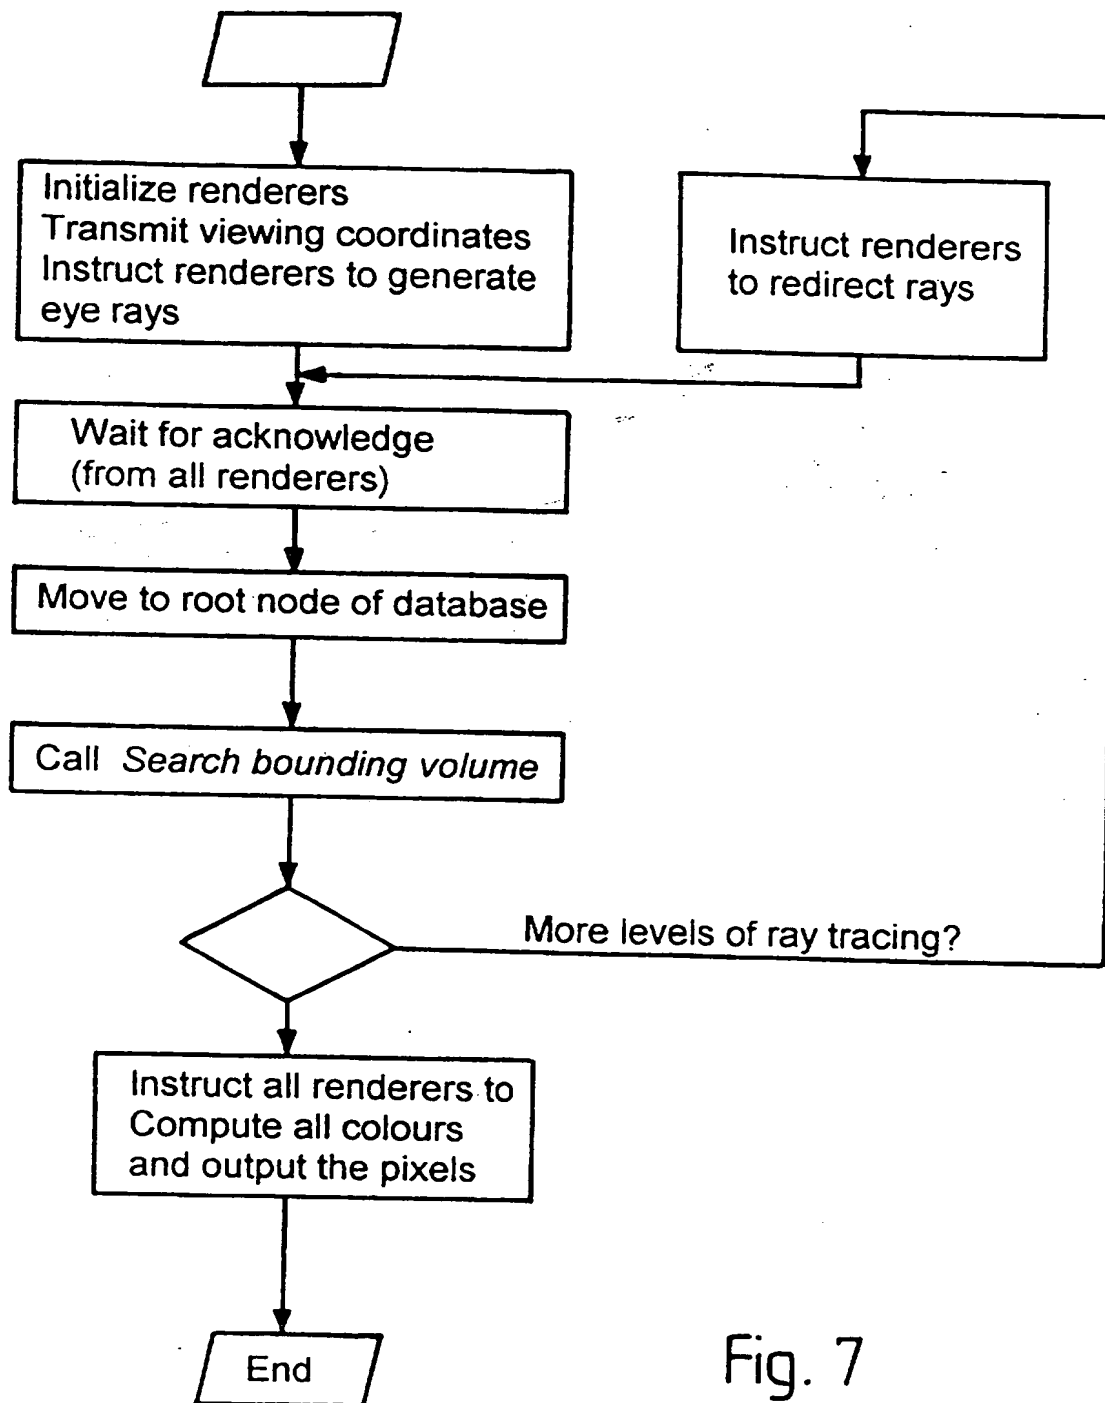 Initialize renderers
Transmit viewing coordinates
Instruct renderers to generate
eye rays
Instruct renderers
to redirect rays
Wait for acknowledge
(from all renderers)
Move to root node of database
Call Search bounding volume
More levels of ray tracing?
Instruct all renderers to
Compute all colours
and output the pixels
End
Fig. 7